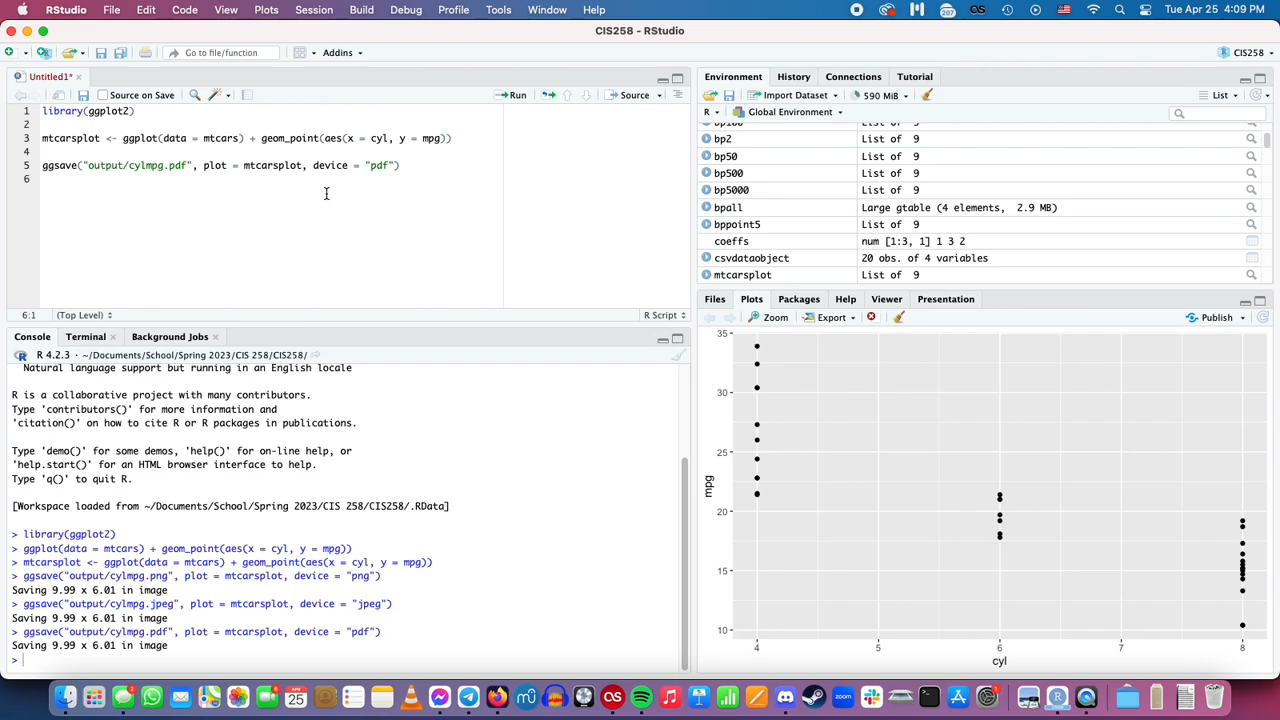 RStudio File Edit Code View Plots Session Build Debug Profile Tools Window Help Tue Apr 25 4:09 PM
CIS258 - RStudio
Go to file/function Addins CIS258
Untitled1*
Source on Save Run Source
1 library(ggplot2)
2
3 mtcarsplot <- ggplot(data = mtcars) + geom_point(aes(x = cyl, y = mpg))
4
5 ggsave("output/cylmpg.pdf", plot = mtcarsplot, device = "pdf")
6
6:1 (Top Level) R Script
Console Terminal Background Jobs
R 4.2.3 · ~/Documents/School/Spring 2023/CIS 258/CIS258/
Natural language support but running in an English locale
R is a collaborative project with many contributors.
Type 'contributors()' for more information and
'citation()' on how to cite R or R packages in publications.
Type 'demo()' for some demos, 'help()' for on-line help, or
'help.start()' for an HTML browser interface to help.
Type 'q()' to quit R.
[Workspace loaded from ~/Documents/School/Spring 2023/CIS 258/CIS258/.RData]
> library(ggplot2)
> ggplot(data = mtcars) + geom_point(aes(x = cyl, y = mpg))
> mtcarsplot <- ggplot(data = mtcars) + geom_point(aes(x = cyl, y = mpg))
> ggsave("output/cylmpg.png", plot = mtcarsplot, device = "png")
Saving 9.99 x 6.01 in image
> ggsave("output/cylmpg.jpeg", plot = mtcarsplot, device = "jpeg")
Saving 9.99 x 6.01 in image
> ggsave("output/cylmpg.pdf", plot = mtcarsplot, device = "pdf")
Saving 9.99 x 6.01 in image
>
Environment History Connections Tutorial
Import Dataset 590 MiB List
R Global Environment
bp100 List of 9
bp2 List of 9
bp50 List of 9
bp500 List of 9
bp5000 List of 9
bpall Large gtable (4 elements, 2.9 MB)
bppoint5 List of 9
coeffs num [1:3, 1] 1 3 2
csvdataobject 20 obs. of 4 variables
mtcarsplot List of 9
Files Plots Packages Help Viewer Presentation
Zoom Export Publish
35
30
25
20
15
10
mpg
4 5 6 7 8
cyl
APR
25
zoom